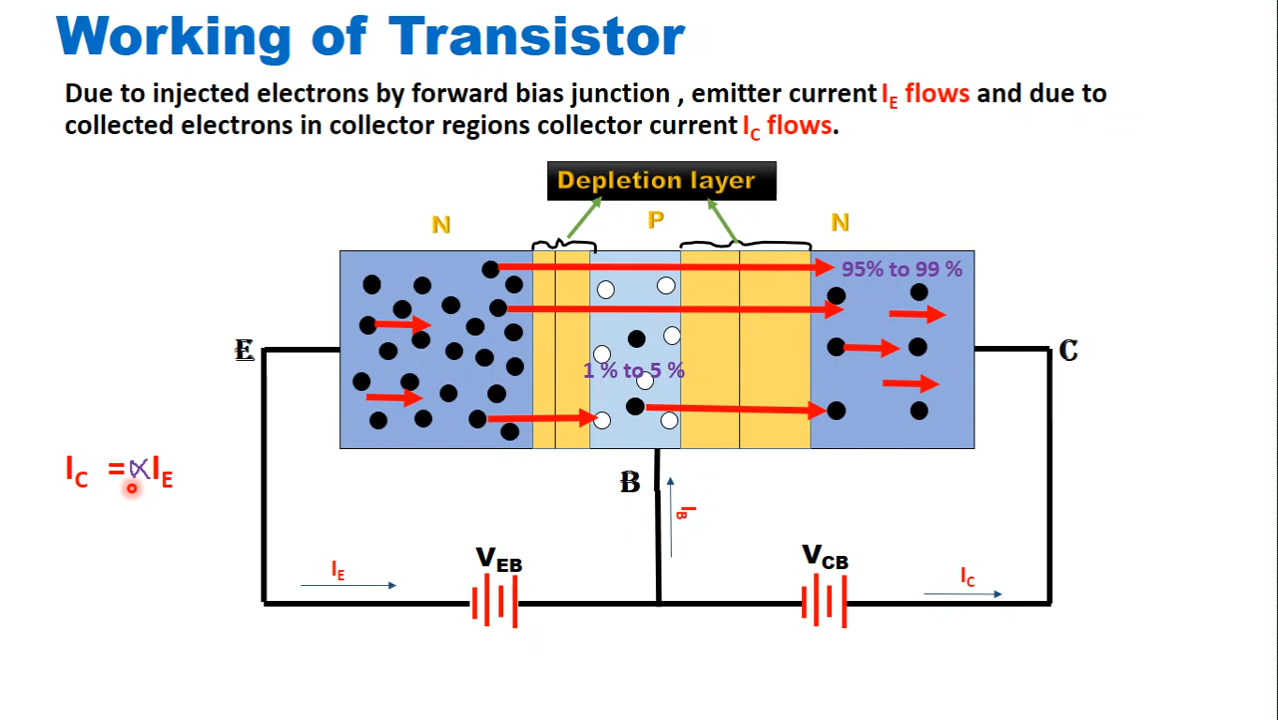 Working of Transistor
Due to injected electrons by forward bias junction , emitter current IE flows and due to
collected electrons in collector regions collector current IC flows.
Depletion layer
N
P
N
95% to 99 %
E
1 % to 5 %
C
IC = ∝IE
B
IB
VEB
VCB
IE
IC